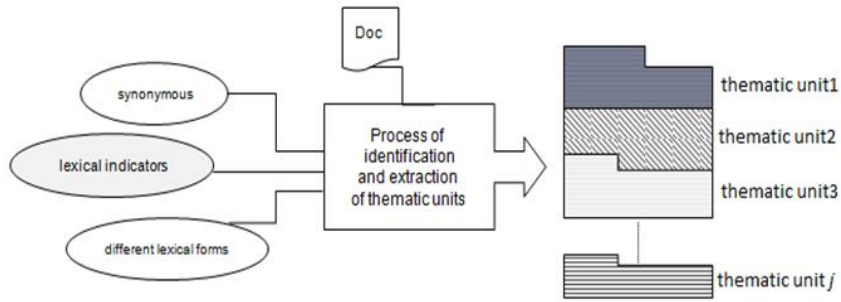 Doc
synonymous
lexical indicators
different lexical forms
Process of
identification
and extraction
of thematic units
thematic unit1
thematic unit2
thematic unit3
thematic unit j